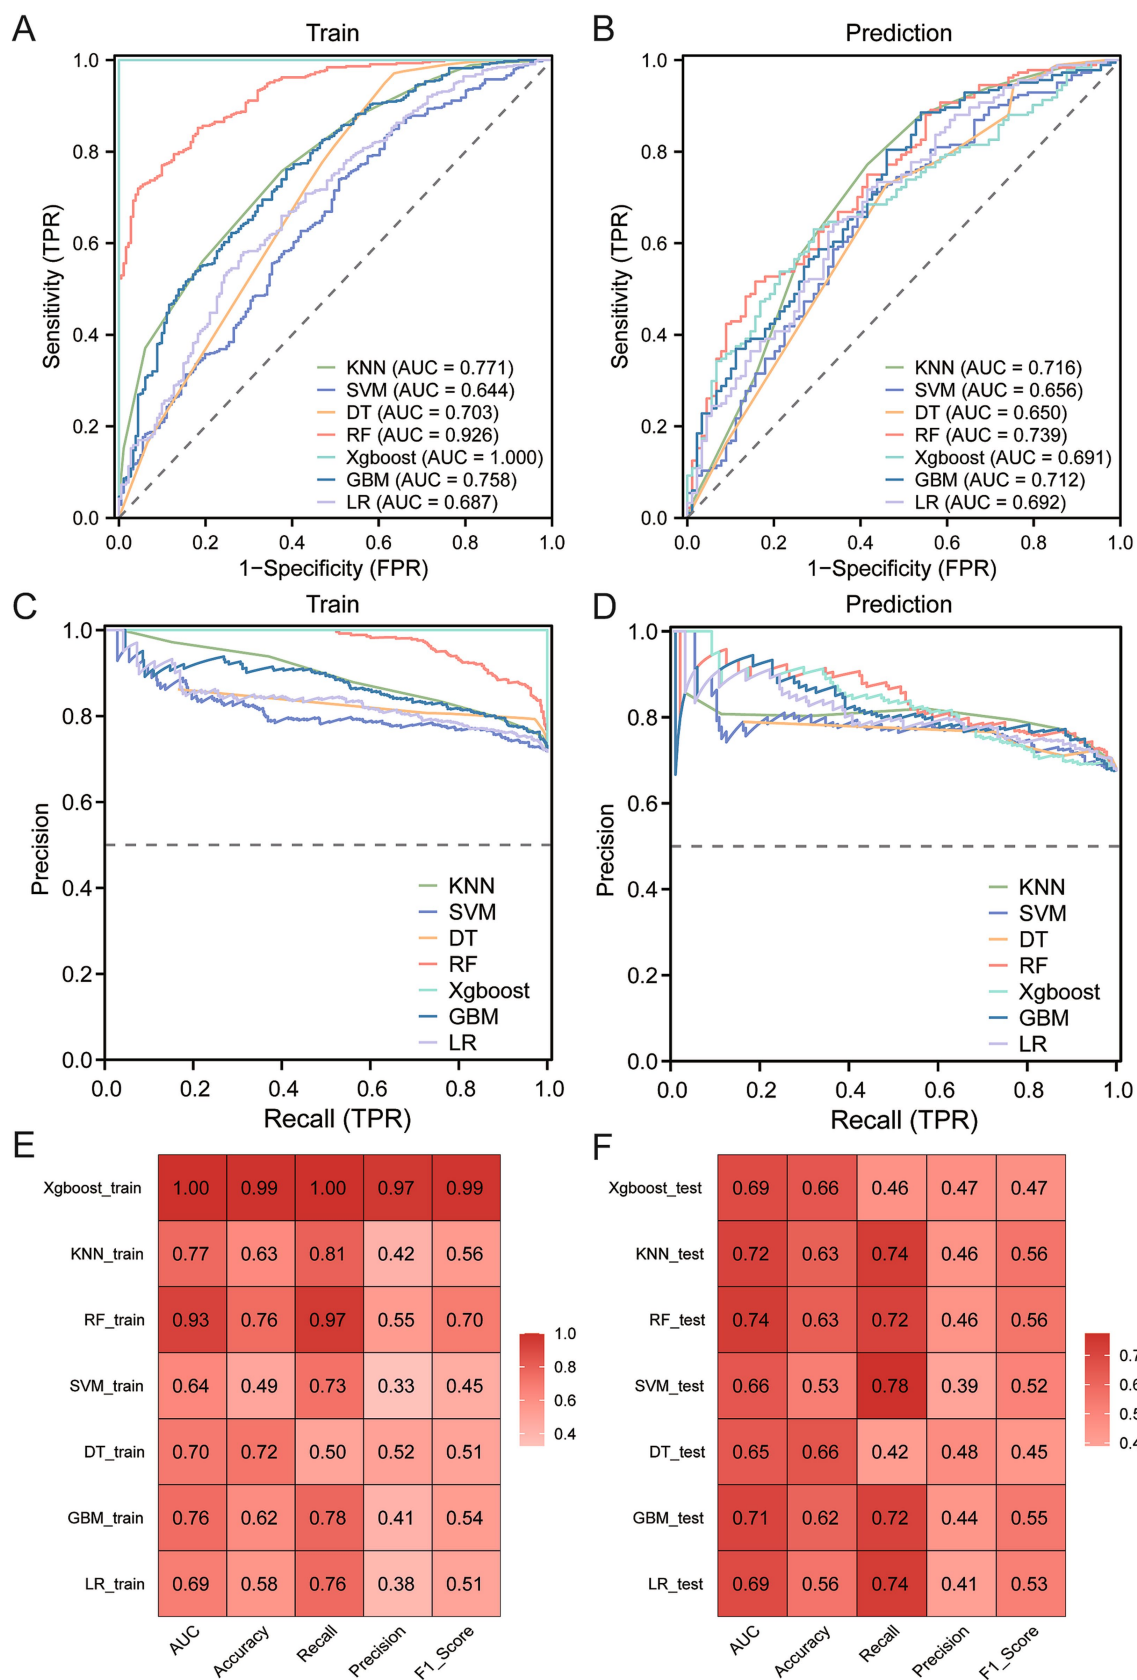 A
Train
1.0
0.8
0.6
0.4
0.2
0.0
Sensitivity (TPR)
KNN (AUC = 0.771)
SVM (AUC = 0.644)
DT (AUC = 0.703)
RF (AUC = 0.926)
Xgboost (AUC = 1.000)
GBM (AUC = 0.758)
LR (AUC = 0.687)
0.0 0.2 0.4 0.6 0.8 1.0
1−Specificity (FPR)
B
Prediction
1.0
0.8
0.6
0.4
0.2
0.0
Sensitivity (TPR)
KNN (AUC = 0.716)
SVM (AUC = 0.656)
DT (AUC = 0.650)
RF (AUC = 0.739)
Xgboost (AUC = 0.691)
GBM (AUC = 0.712)
LR (AUC = 0.692)
0.0 0.2 0.4 0.6 0.8 1.0
1−Specificity (FPR)
C
Train
1.0
0.8
0.6
0.4
0.2
0.0
Precision
KNN
SVM
DT
RF
Xgboost
GBM
LR
0.0 0.2 0.4 0.6 0.8 1.0
Recall (TPR)
D
Prediction
1.0
0.8
0.6
0.4
0.2
0.0
Precision
KNN
SVM
DT
RF
Xgboost
GBM
LR
0.0 0.2 0.4 0.6 0.8 1.0
Recall (TPR)
E
Xgboost_train 1.00 0.99 1.00 0.97 0.99
KNN_train 0.77 0.63 0.81 0.42 0.56
RF_train 0.93 0.76 0.97 0.55 0.70
SVM_train 0.64 0.49 0.73 0.33 0.45
DT_train 0.70 0.72 0.50 0.52 0.51
GBM_train 0.76 0.62 0.78 0.41 0.54
LR_train 0.69 0.58 0.76 0.38 0.51
AUC Accuracy Recall Precision F1_Score
1.0
0.8
0.6
0.4
F
Xgboost_test 0.69 0.66 0.46 0.47 0.47
KNN_test 0.72 0.63 0.74 0.46 0.56
RF_test 0.74 0.63 0.72 0.46 0.56
SVM_test 0.66 0.53 0.78 0.39 0.52
DT_test 0.65 0.66 0.42 0.48 0.45
GBM_test 0.71 0.62 0.72 0.44 0.55
LR_test 0.69 0.56 0.74 0.41 0.53
AUC Accuracy Recall Precision F1_Score
0.7
0.6
0.5
0.4